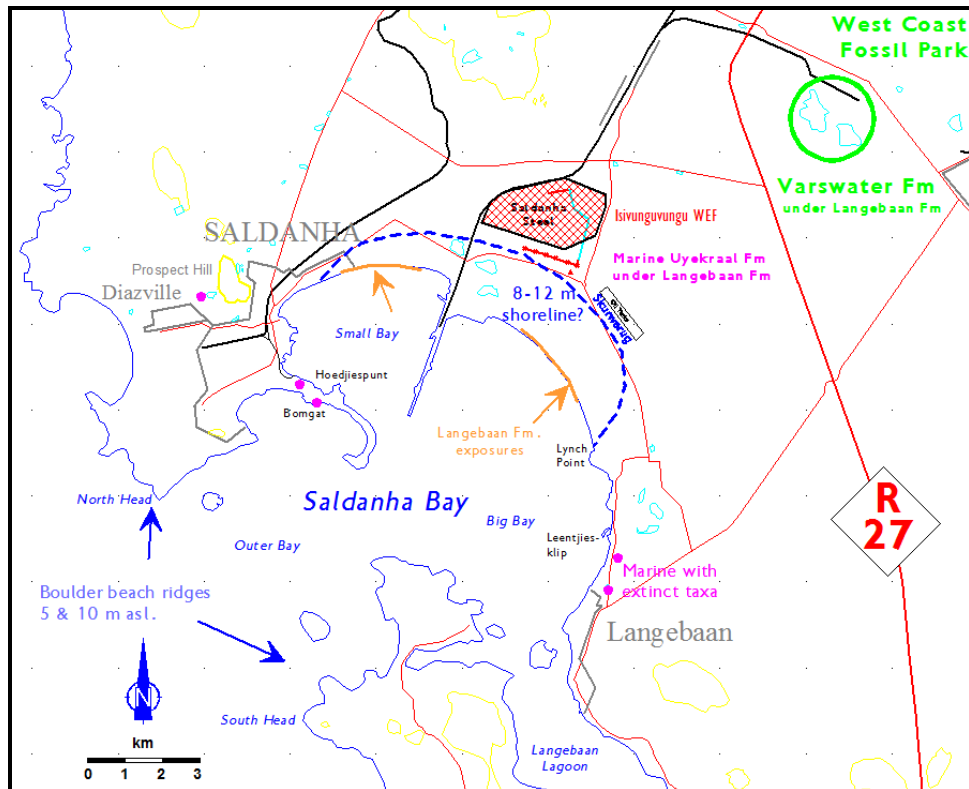 West Coast
Fossil Park
Varswater Fm
under Langebaan Fm
Saldanha
Steel
Isivunguvungu WEF
SALDANHA
Marine Uyekraal Fm
under Langebaan Fm
Prospect Hill
Diazville
8-12 m
shoreline?
Skurwerug
Small Bay
Hoedjiespunt
Bomgat
Langebaan Fm.
exposures
Lynch
Point
North Head
Saldanha Bay
Big Bay
R
27
Outer Bay
Leentjies-
klip
Marine with
extinct taxa
Boulder beach ridges
5 & 10 m asl.
Langebaan
N
South Head
km
0 1 2 3
Langebaan
Lagoon